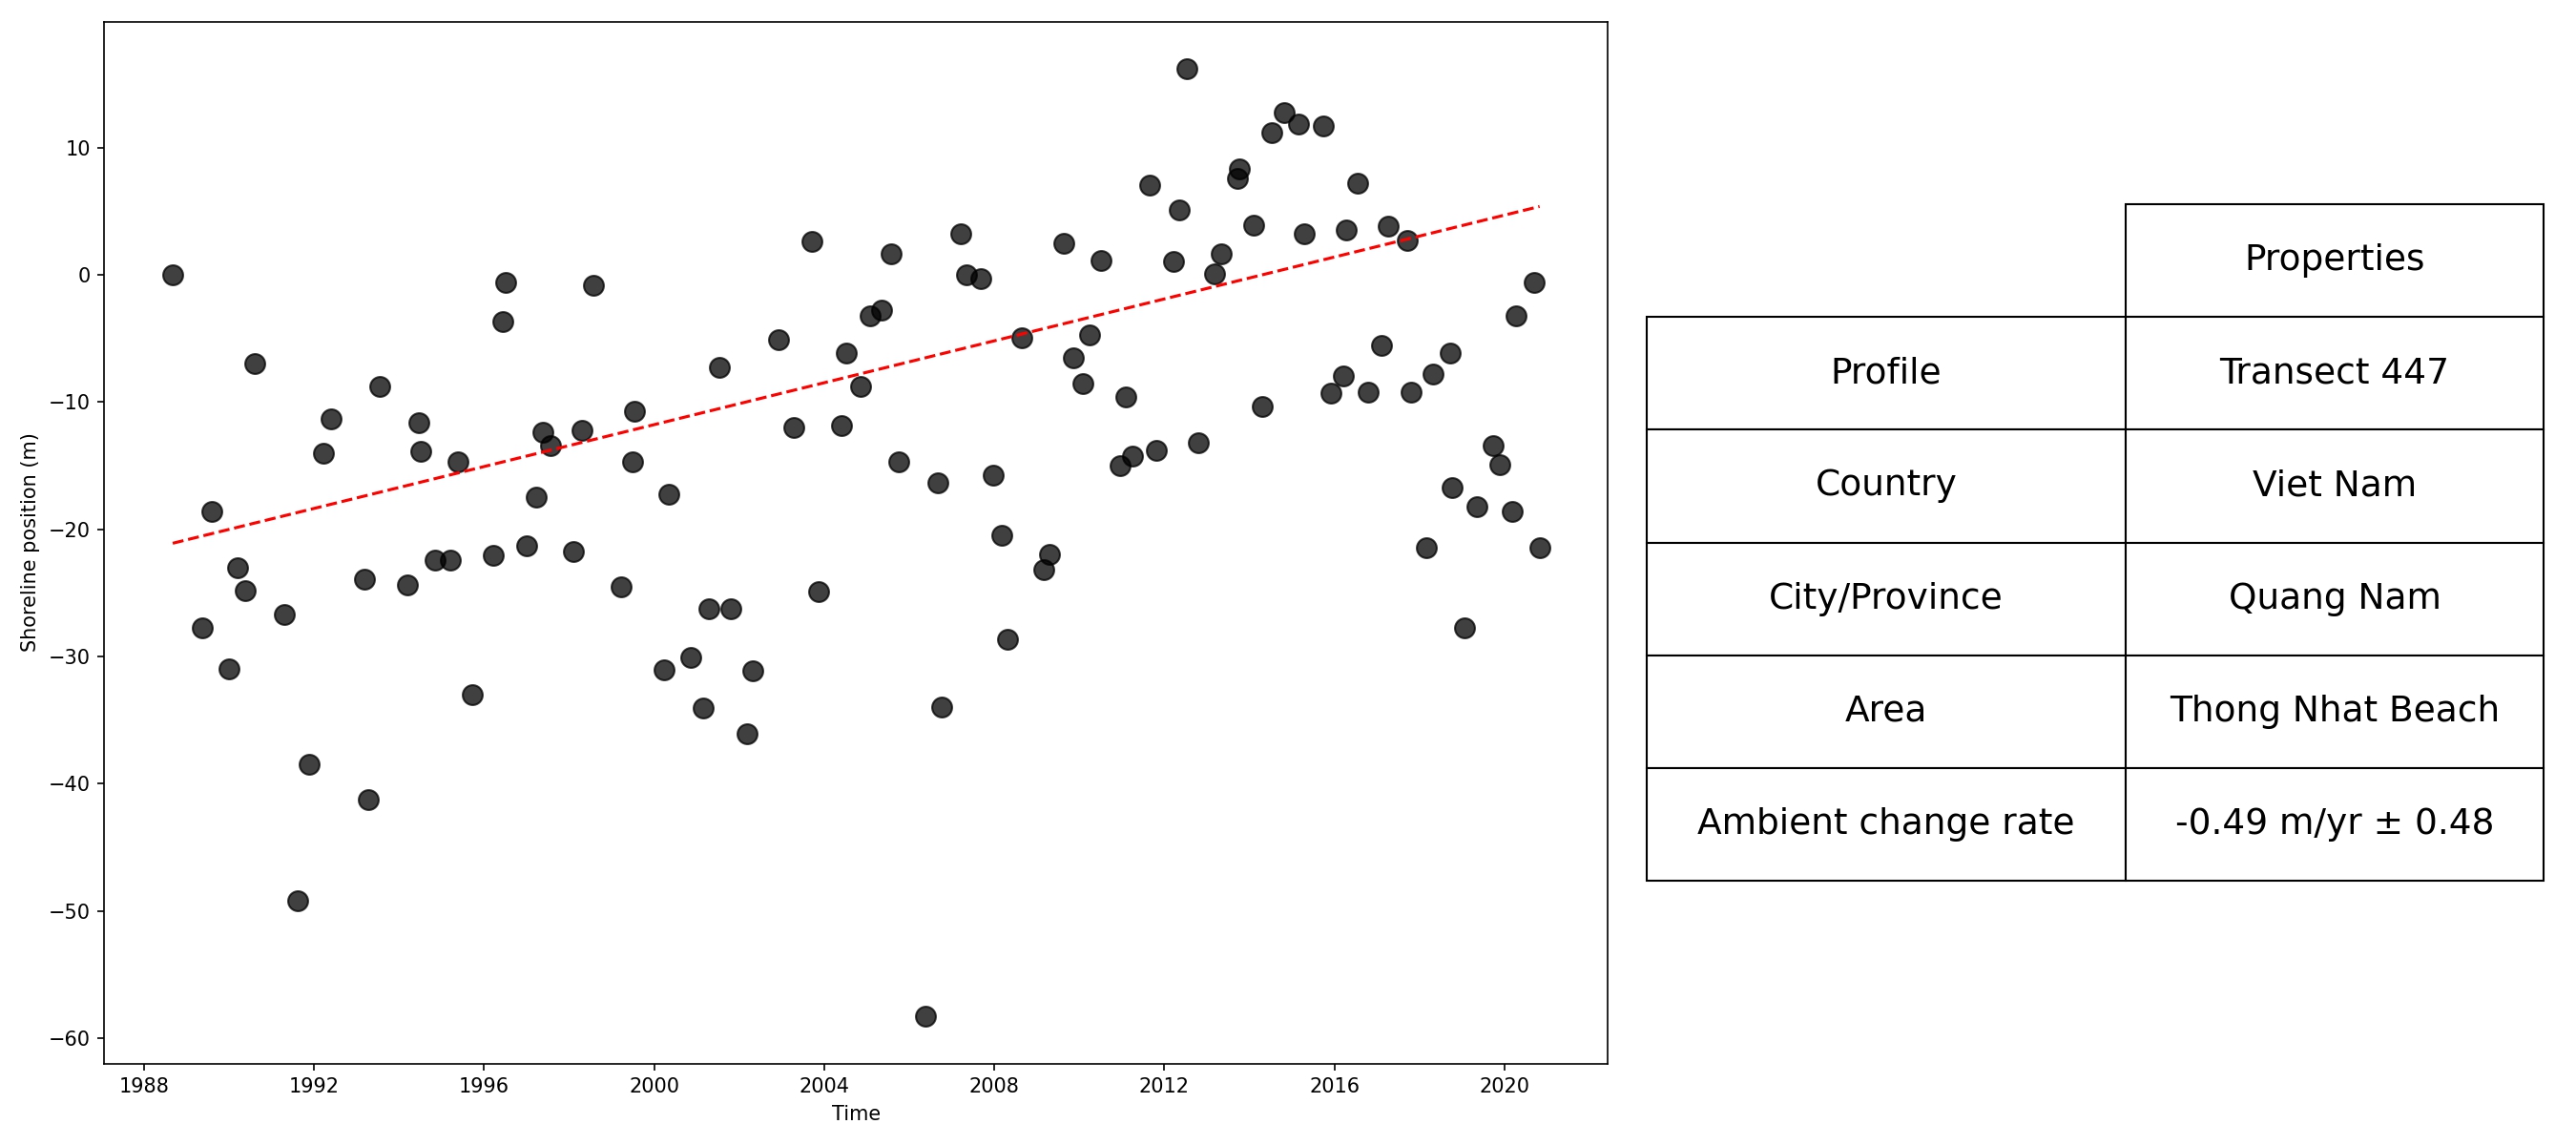 10
0
−10
−20
−30
−40
−50
−60
Shoreline position (m)
1988 1992 1996 2000 2004 2008 2012 2016 2020
Time
Properties
Profile Transect 447
Country Viet Nam
City/Province Quang Nam
Area Thong Nhat Beach
Ambient change rate -0.49 m/yr ± 0.48